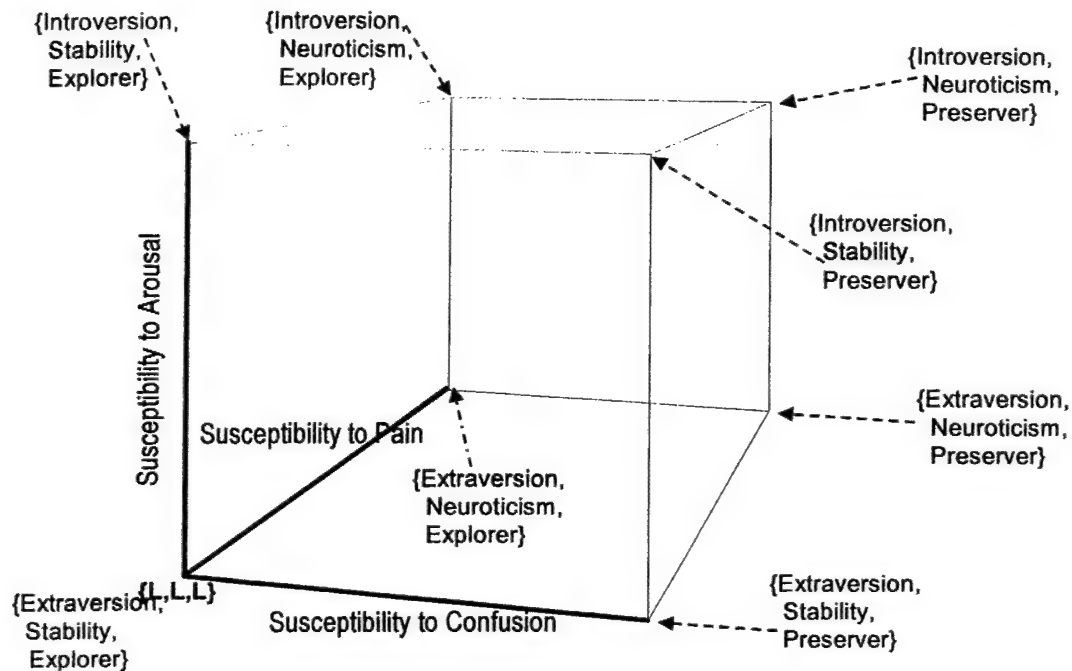 {Introversion,
Stability,
Explorer}
{Introversion,
Neuroticism,
Explorer}
{Introversion,
Neuroticism,
Preserver}
{Introversion,
Stability,
Preserver}
Susceptibility to Arousal
Susceptibility to Pain
{Extraversion,
Neuroticism,
Preserver}
{Extraversion,
Neuroticism,
Explorer}
{L,L,L}
{Extraversion,
Stability,
Explorer}
Susceptibility to Confusion
{Extraversion,
Stability,
Preserver}